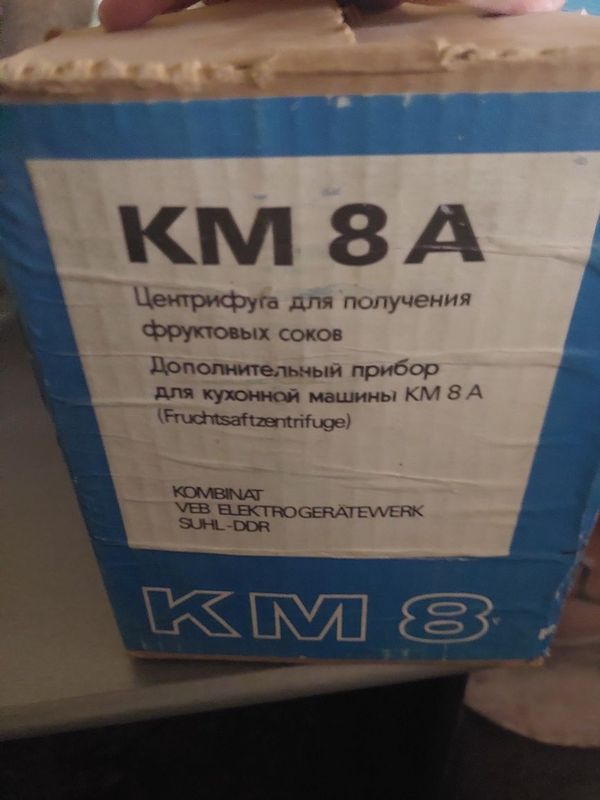 KM 8 A
Центрифуга для получения
фруктовых соков
Дополнительный прибор
для кухонной машины КМ 8 А
(Fruchtsaftzentrifuge)
KOMBINAT
VEB ELEKTROGERÄTEWERK
SUHL-DDR
KM 8